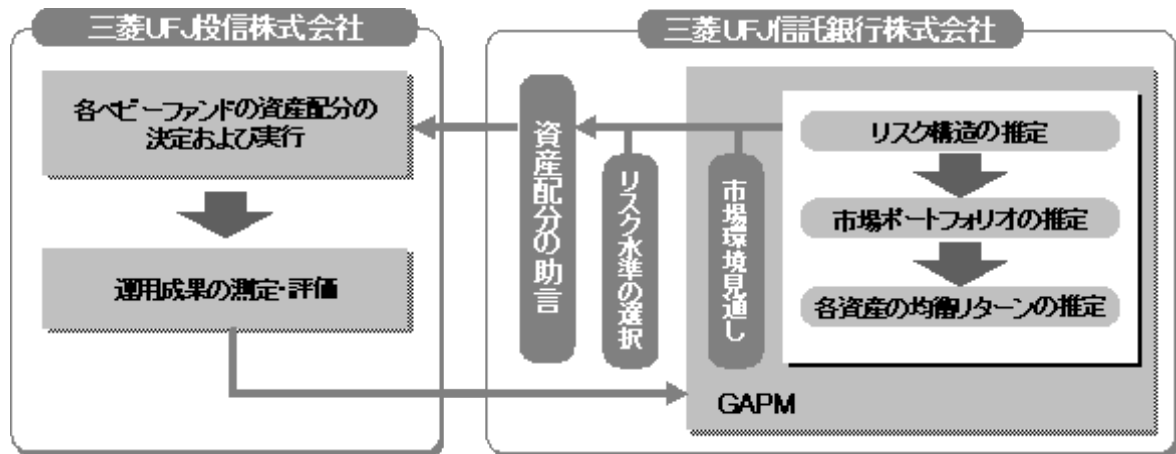 三菱UFJ投信株式会社
各ベビーファンドの資産配分の
決定および実行
運用成果の測定・評価
三菱UFJ信託銀行株式会社
資産配分の助言
リスク水準の選択
市場環境見通し
リスク構造の推定
市場ポートフォリオの推定
各資産の均衡リターンの推定
GAPM